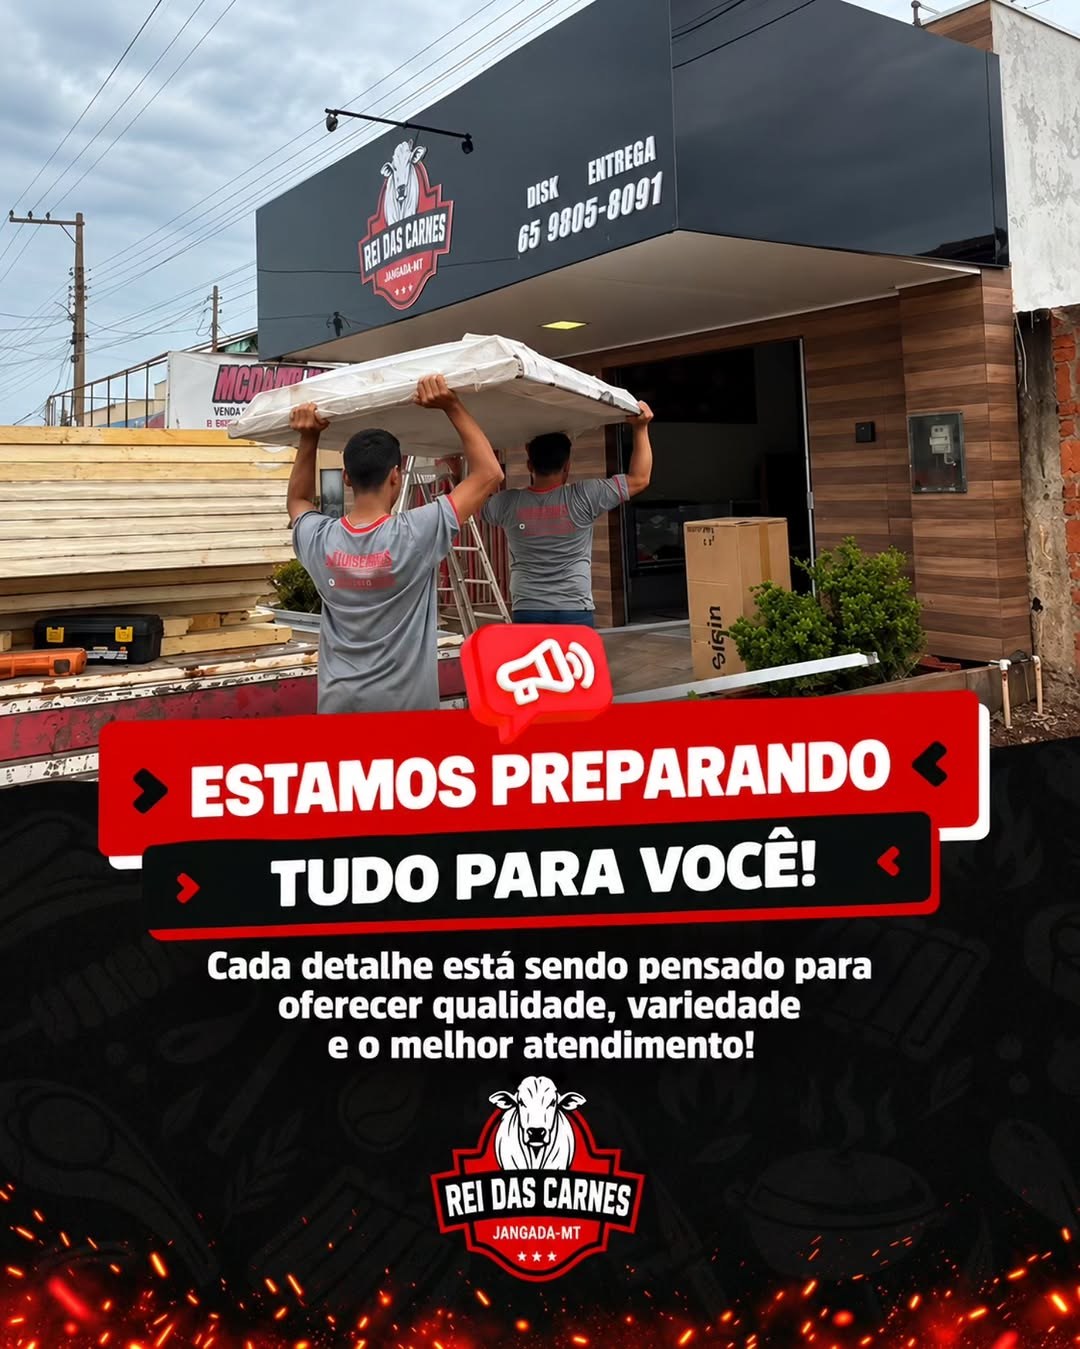 REI DAS CARNES
JANGADA-MT
DISK ENTREGA
65 9805-8091
VENDA
ESTAMOS PREPARANDO
TUDO PARA VOCÊ!
Cada detalhe está sendo pensado para
oferecer qualidade, variedade
e o melhor atendimento!
REI DAS CARNES
JANGADA-MT